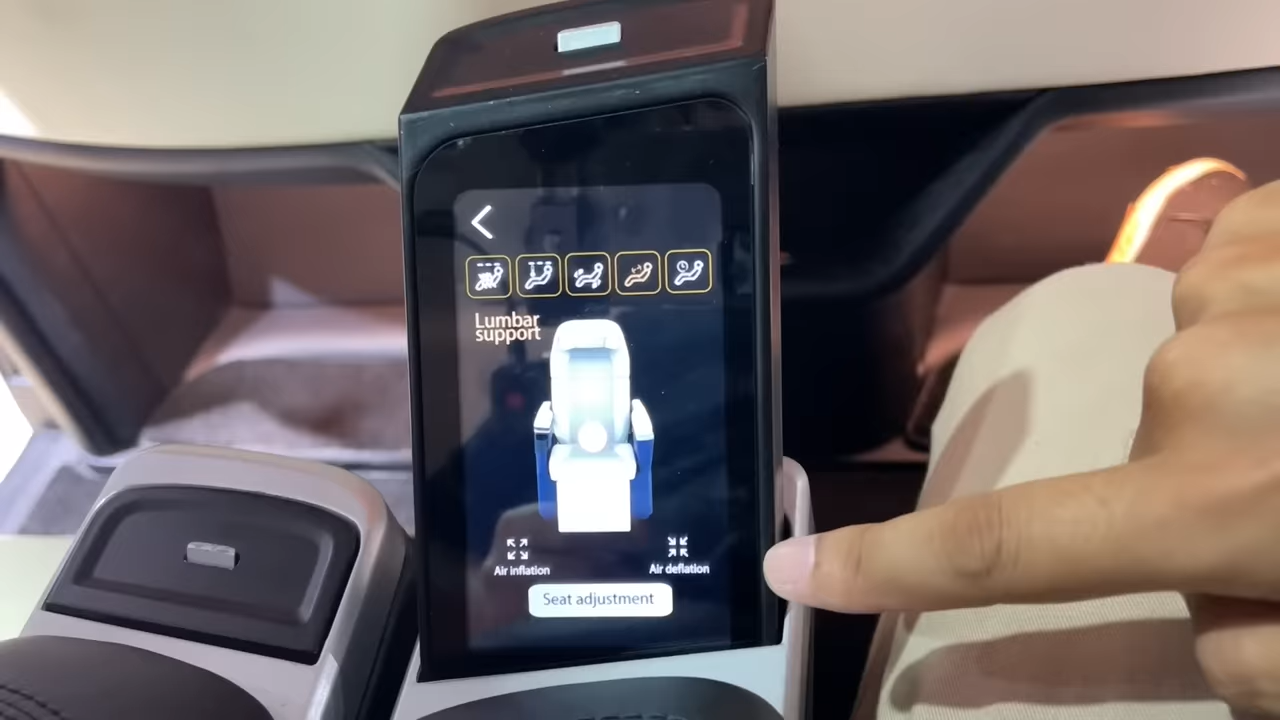 Lumbar
support
Air inflation
Air deflation
Seat adjustment